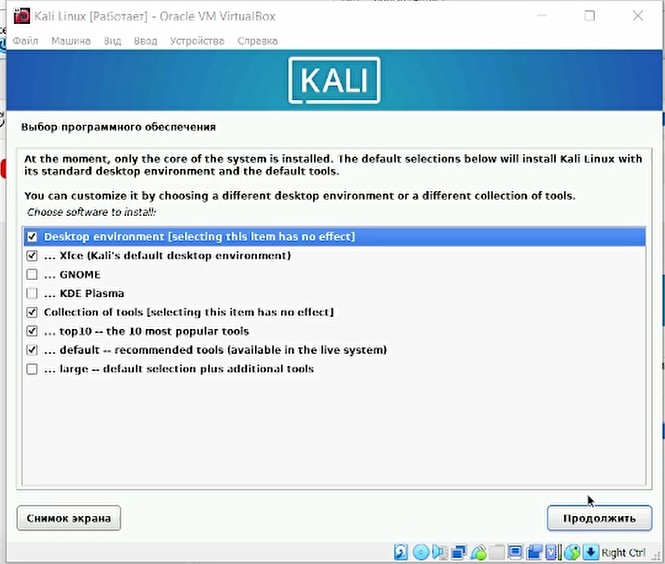 Kali Linux [Работает] - Oracle VM VirtualBox
Файл Машина Вид Ввод Устройства Справка
KALI
Выбор программного обеспечения
At the moment, only the core of the system is installed. The default selections below will install Kali Linux with
its standard desktop environment and the default tools.
You can customize it by choosing a different desktop environment or a different collection of tools.
Choose software to install:
Desktop environment [selecting this item has no effect]
... Xfce (Kali's default desktop environment)
... GNOME
... KDE Plasma
Collection of tools [selecting this item has no effect]
... top10 -- the 10 most popular tools
... default -- recommended tools (available in the live system)
... large -- default selection plus additional tools
Снимок экрана
Продолжить
Right Ctrl